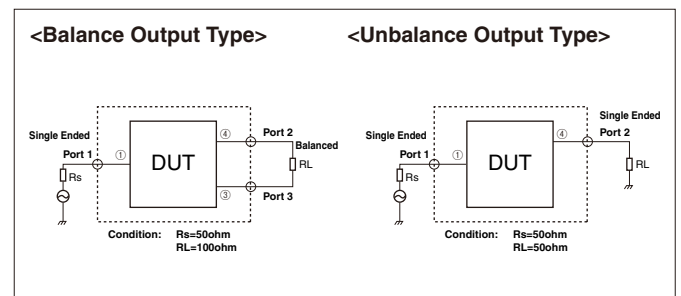 <Balance Output Type>
Single Ended
Port 1
①
Rs
DUT
④
Port 2
Balanced
RL
③
Port 3
Condition: Rs=50ohm
RL=100ohm
<Unbalance Output Type>
Single Ended
Port 1
①
Rs
DUT
④
Single Ended
Port 2
RL
Condition: Rs=50ohm
RL=50ohm